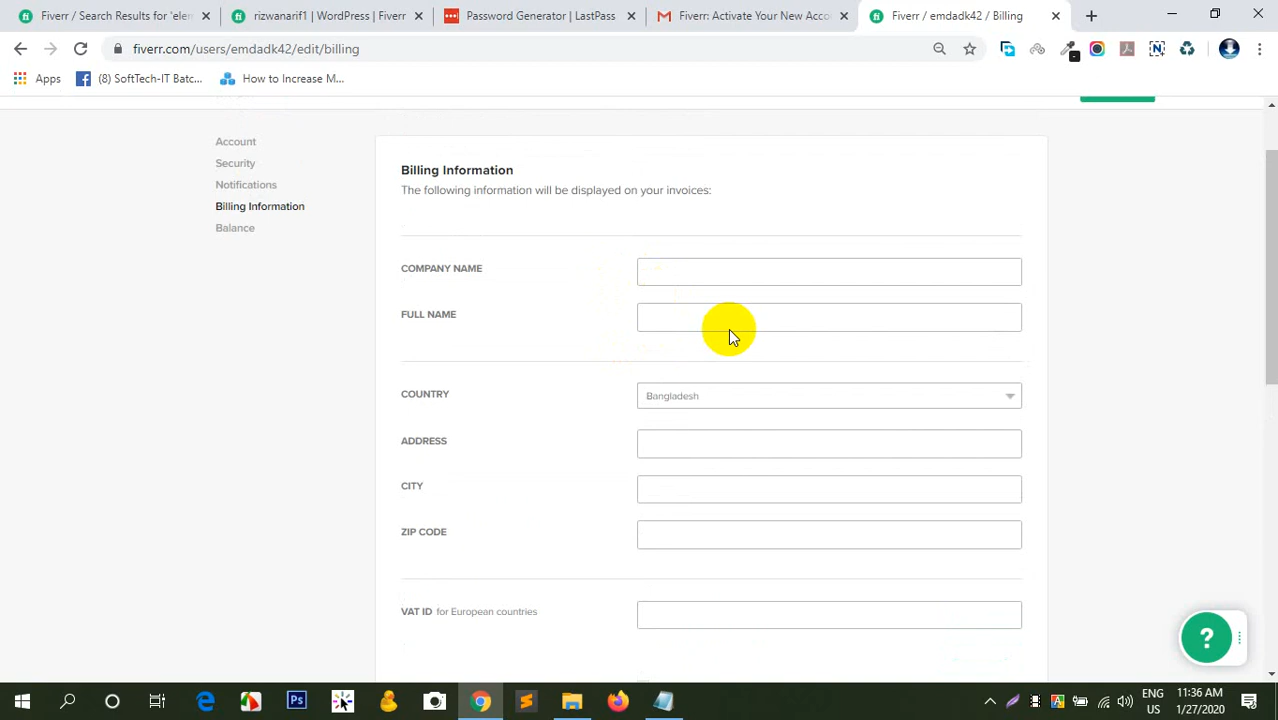 Fiverr / Search Results for 'ele
rizwanarif1 | WordPress | Fiverr
Password Generator | LastPass
Fiverr: Activate Your New Acco
Fiverr / emdadk42 / Billing
fiverr.com/users/emdadk42/edit/billing
Apps
(8) SoftTech-IT Batc...
How to Increase M...
Account
Security
Notifications
Billing Information
Balance
Billing Information
The following information will be displayed on your invoices:
COMPANY NAME
FULL NAME
COUNTRY
Bangladesh
ADDRESS
CITY
ZIP CODE
VAT ID for European countries
?
Ps
ENG
US
11:36 AM
1/27/2020